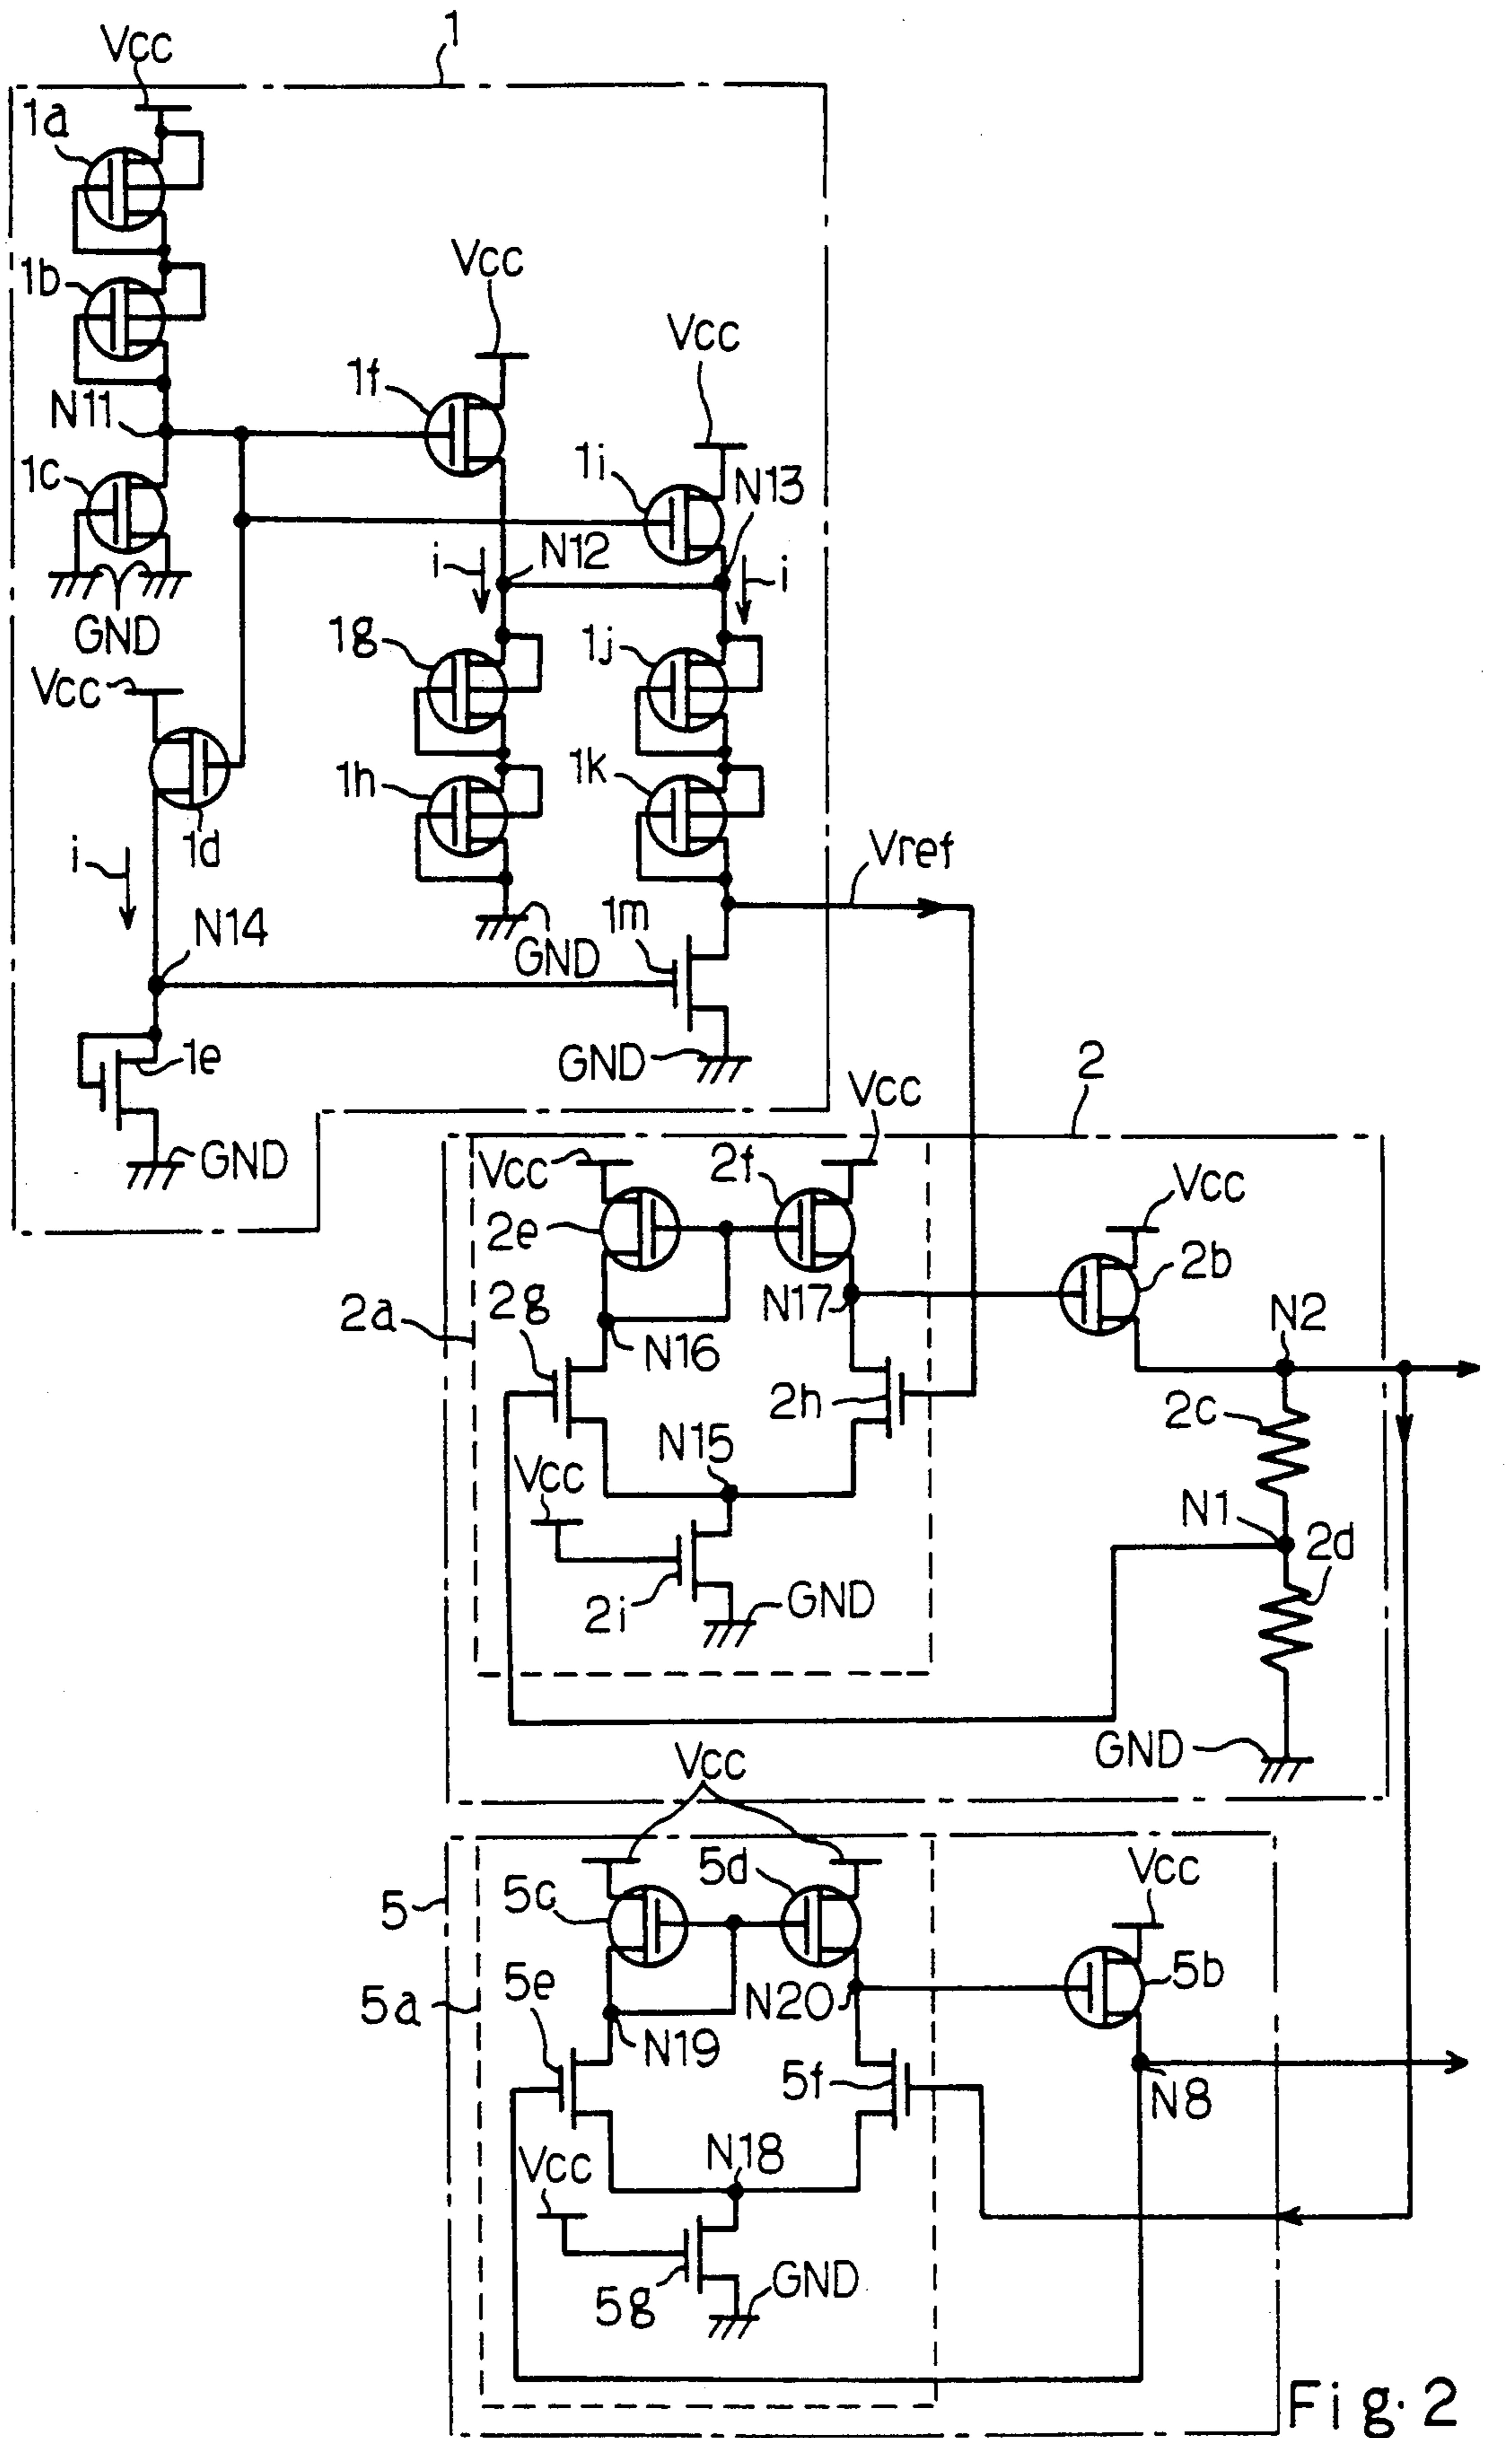 1
Vcc
1a
1b
N11
1c
GND
Vcc
1f
Vcc
1i
N13
i
N12
i
1g
1j
Vcc
1h
1k
1d
i
Vref
N14
1m
GND
1e
GND
GND
2
Vcc
Vcc
2f
2e
Vcc
2b
2g
N17
N2
2a
N16
2h
2c
N15
Vcc
N1
2d
2i
GND
GND
Vcc
5d
Vcc
5c
5
5b
5e
N20
5a
N19
5f
N8
N18
Vcc
5g
GND
Fig. 2